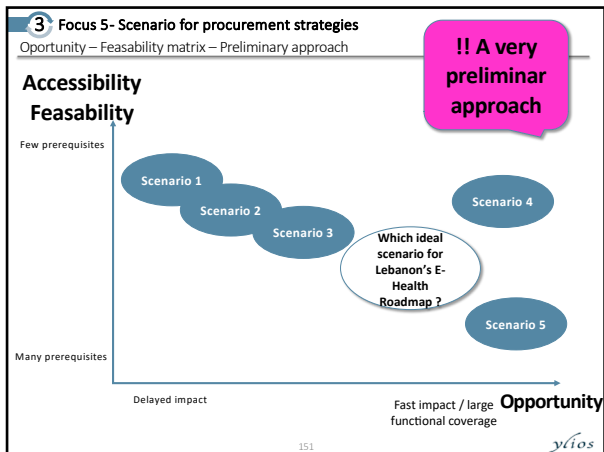 3 Focus 5- Scenario for procurement strategies
Oportunity – Feasability matrix – Preliminary approach
!! A very
preliminar
approach
Accessibility
Feasability
Few prerequisites
Scenario 1
Scenario 2
Scenario 3
Scenario 4
Which ideal
scenario for
Lebanon's E-
Health
Roadmap ?
Scenario 5
Many prerequisites
Delayed impact
Fast impact / large
functional coverage
Opportunity
151
ylios